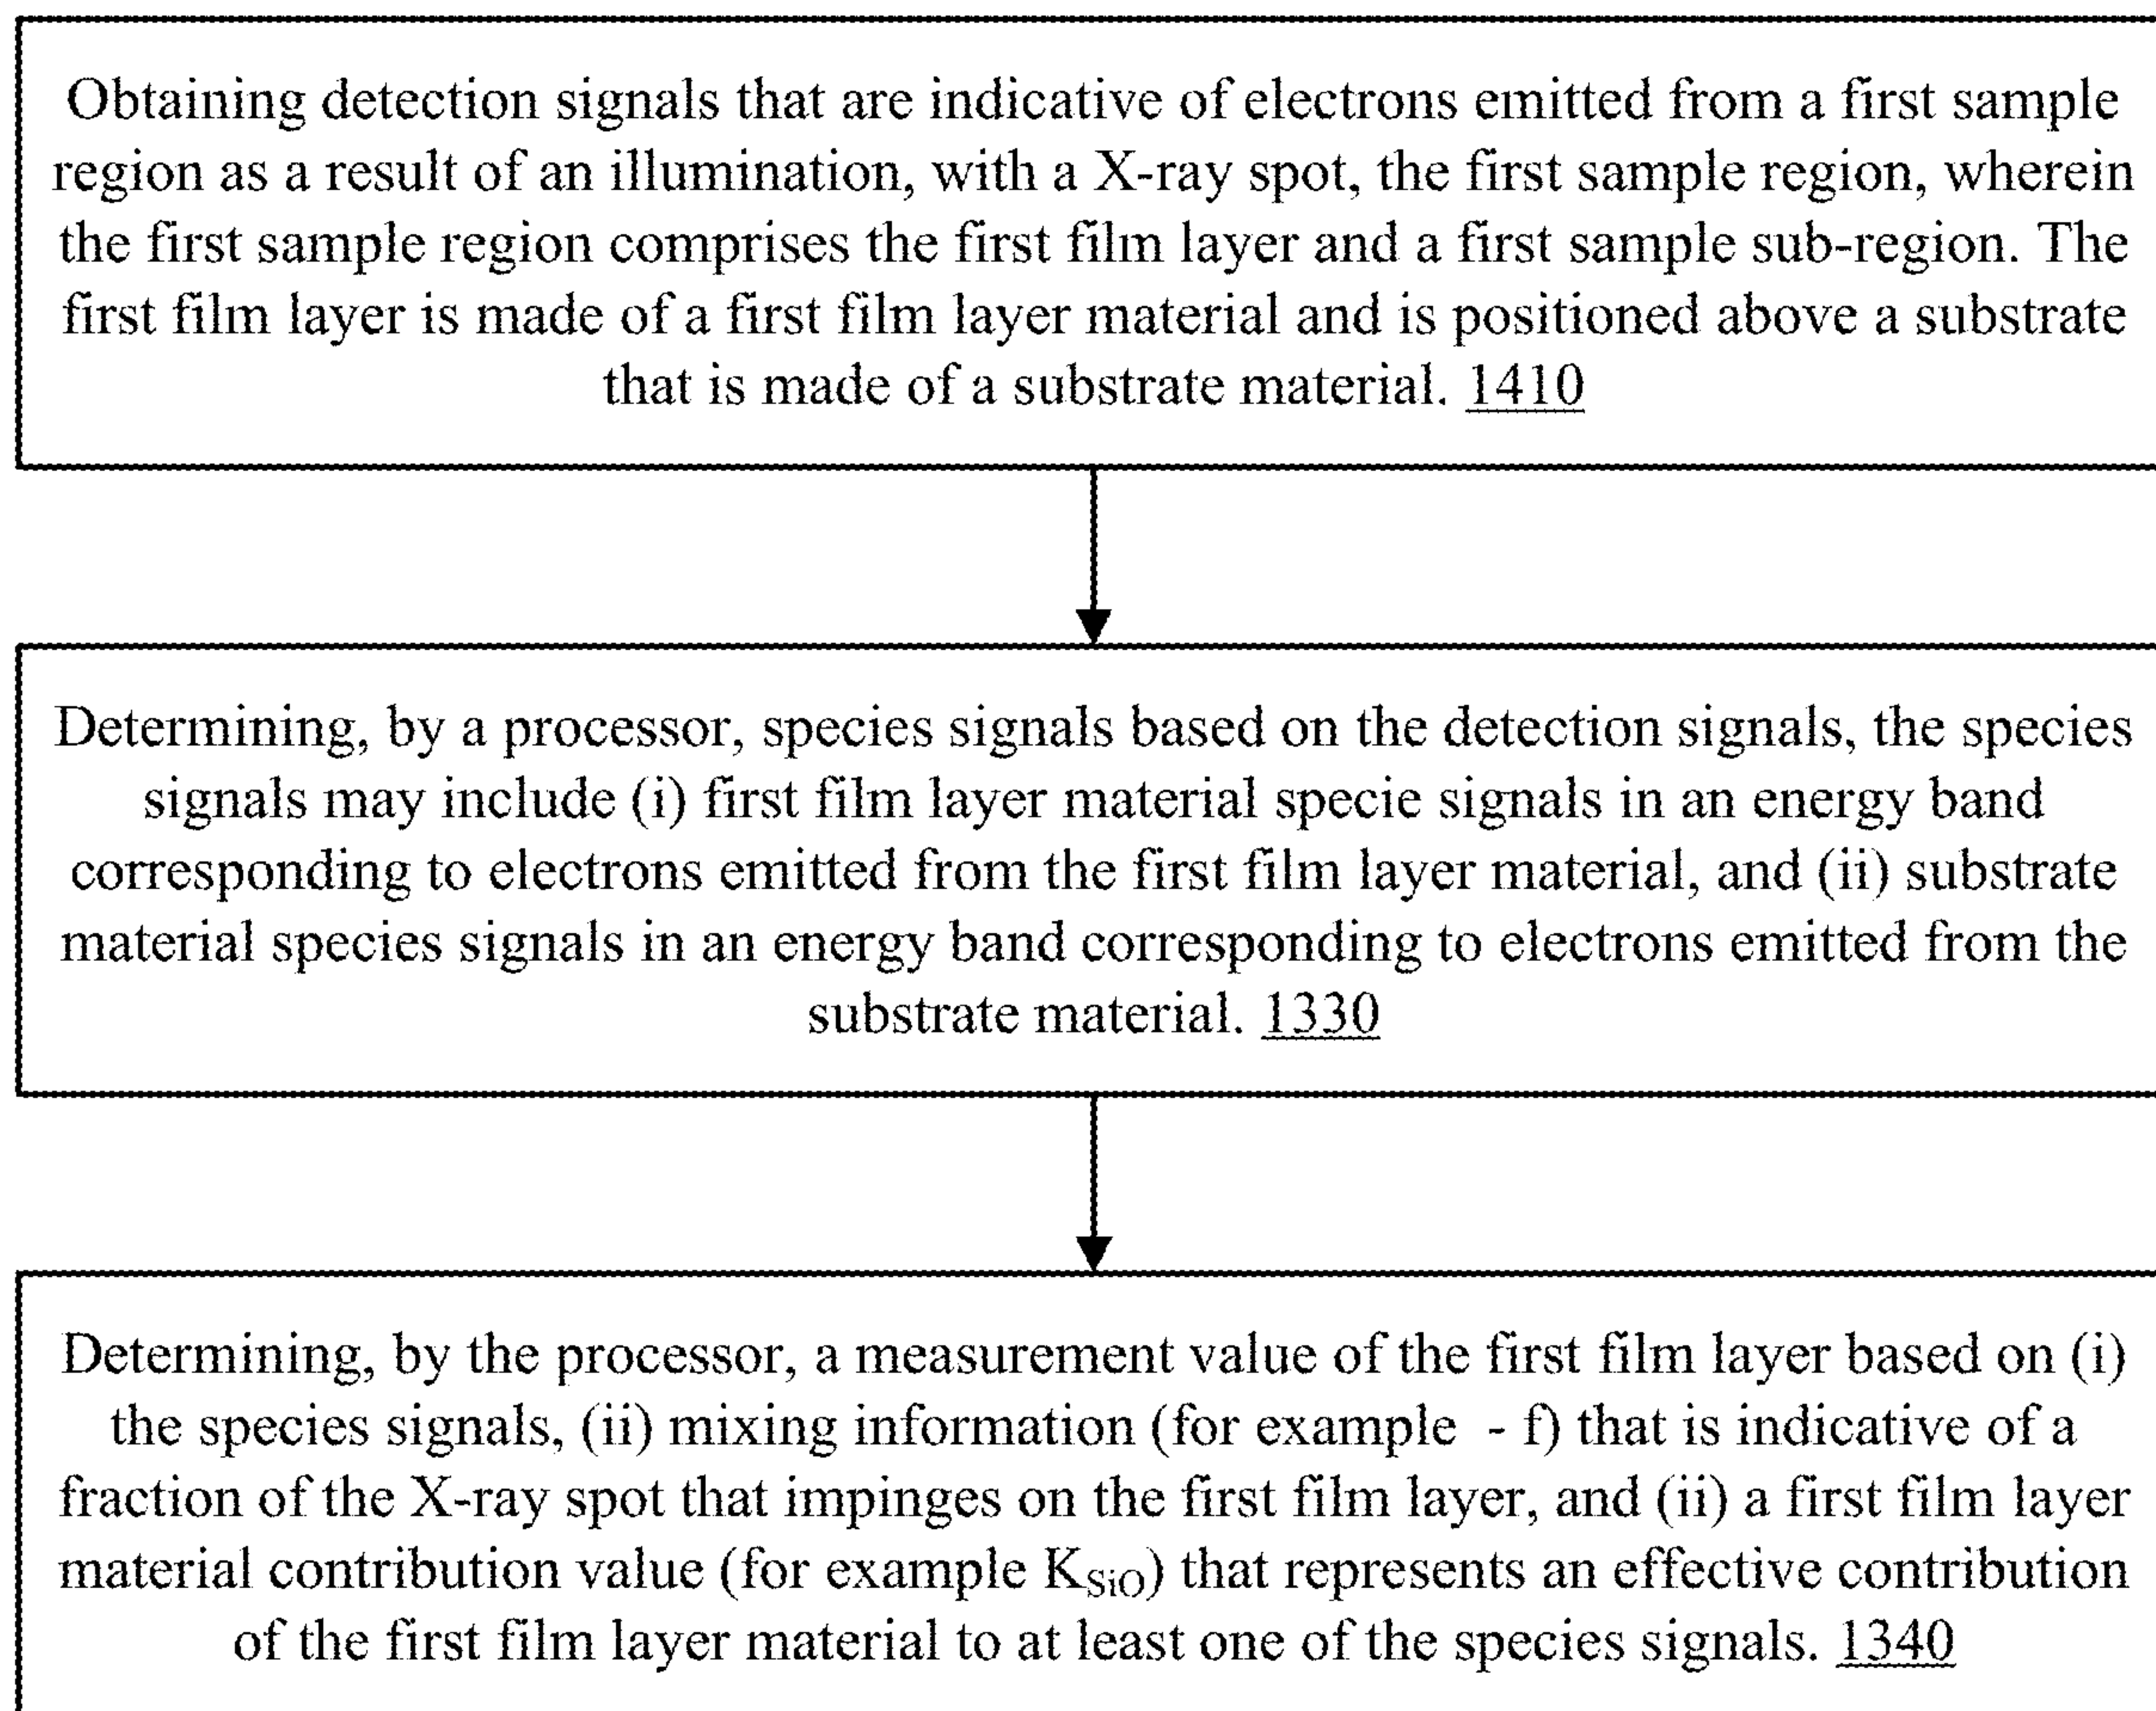 Obtaining detection signals that are indicative of electrons emitted from a first sample
region as a result of an illumination, with a X-ray spot, the first sample region, wherein
the first sample region comprises the first film layer and a first sample sub-region. The
first film layer is made of a first film layer material and is positioned above a substrate
that is made of a substrate material. 1410
Determining, by a processor, species signals based on the detection signals, the species
signals may include (i) first film layer material specie signals in an energy band
corresponding to electrons emitted from the first film layer material, and (ii) substrate
material species signals in an energy band corresponding to electrons emitted from the
substrate material. 1330
Determining, by the processor, a measurement value of the first film layer based on (i)
the species signals, (ii) mixing information (for example - f) that is indicative of a
fraction of the X-ray spot that impinges on the first film layer, and (ii) a first film layer
material contribution value (for example K_SiO) that represents an effective contribution
of the first film layer material to at least one of the species signals. 1340